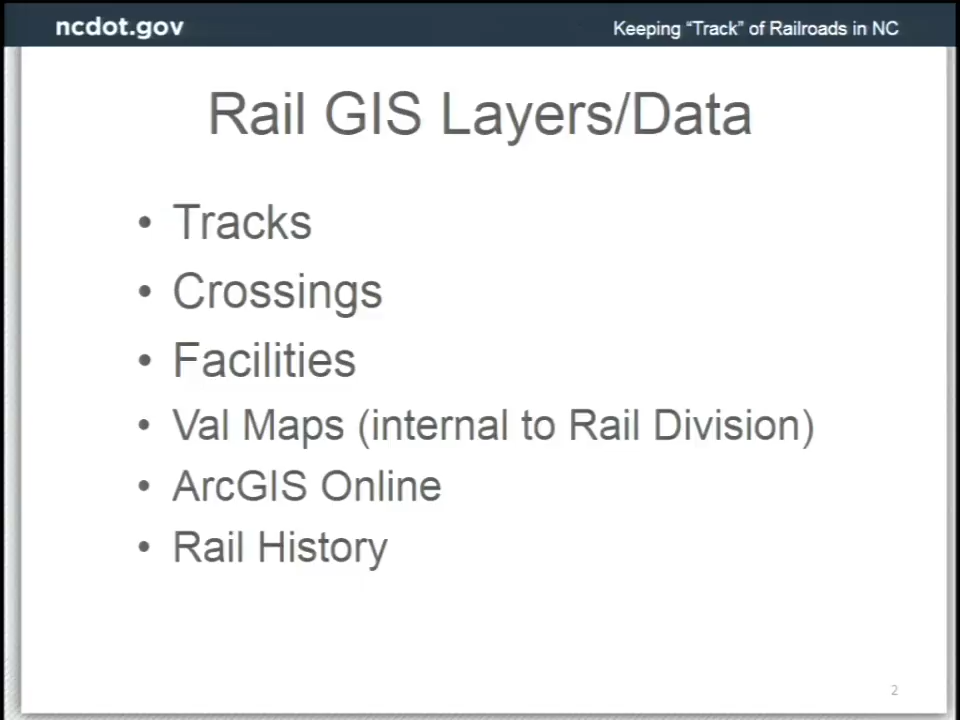 ncdot.gov
Keeping “Track” of Railroads in NC
Rail GIS Layers/Data
• Tracks
• Crossings
• Facilities
• Val Maps (internal to Rail Division)
• ArcGIS Online
• Rail History
2